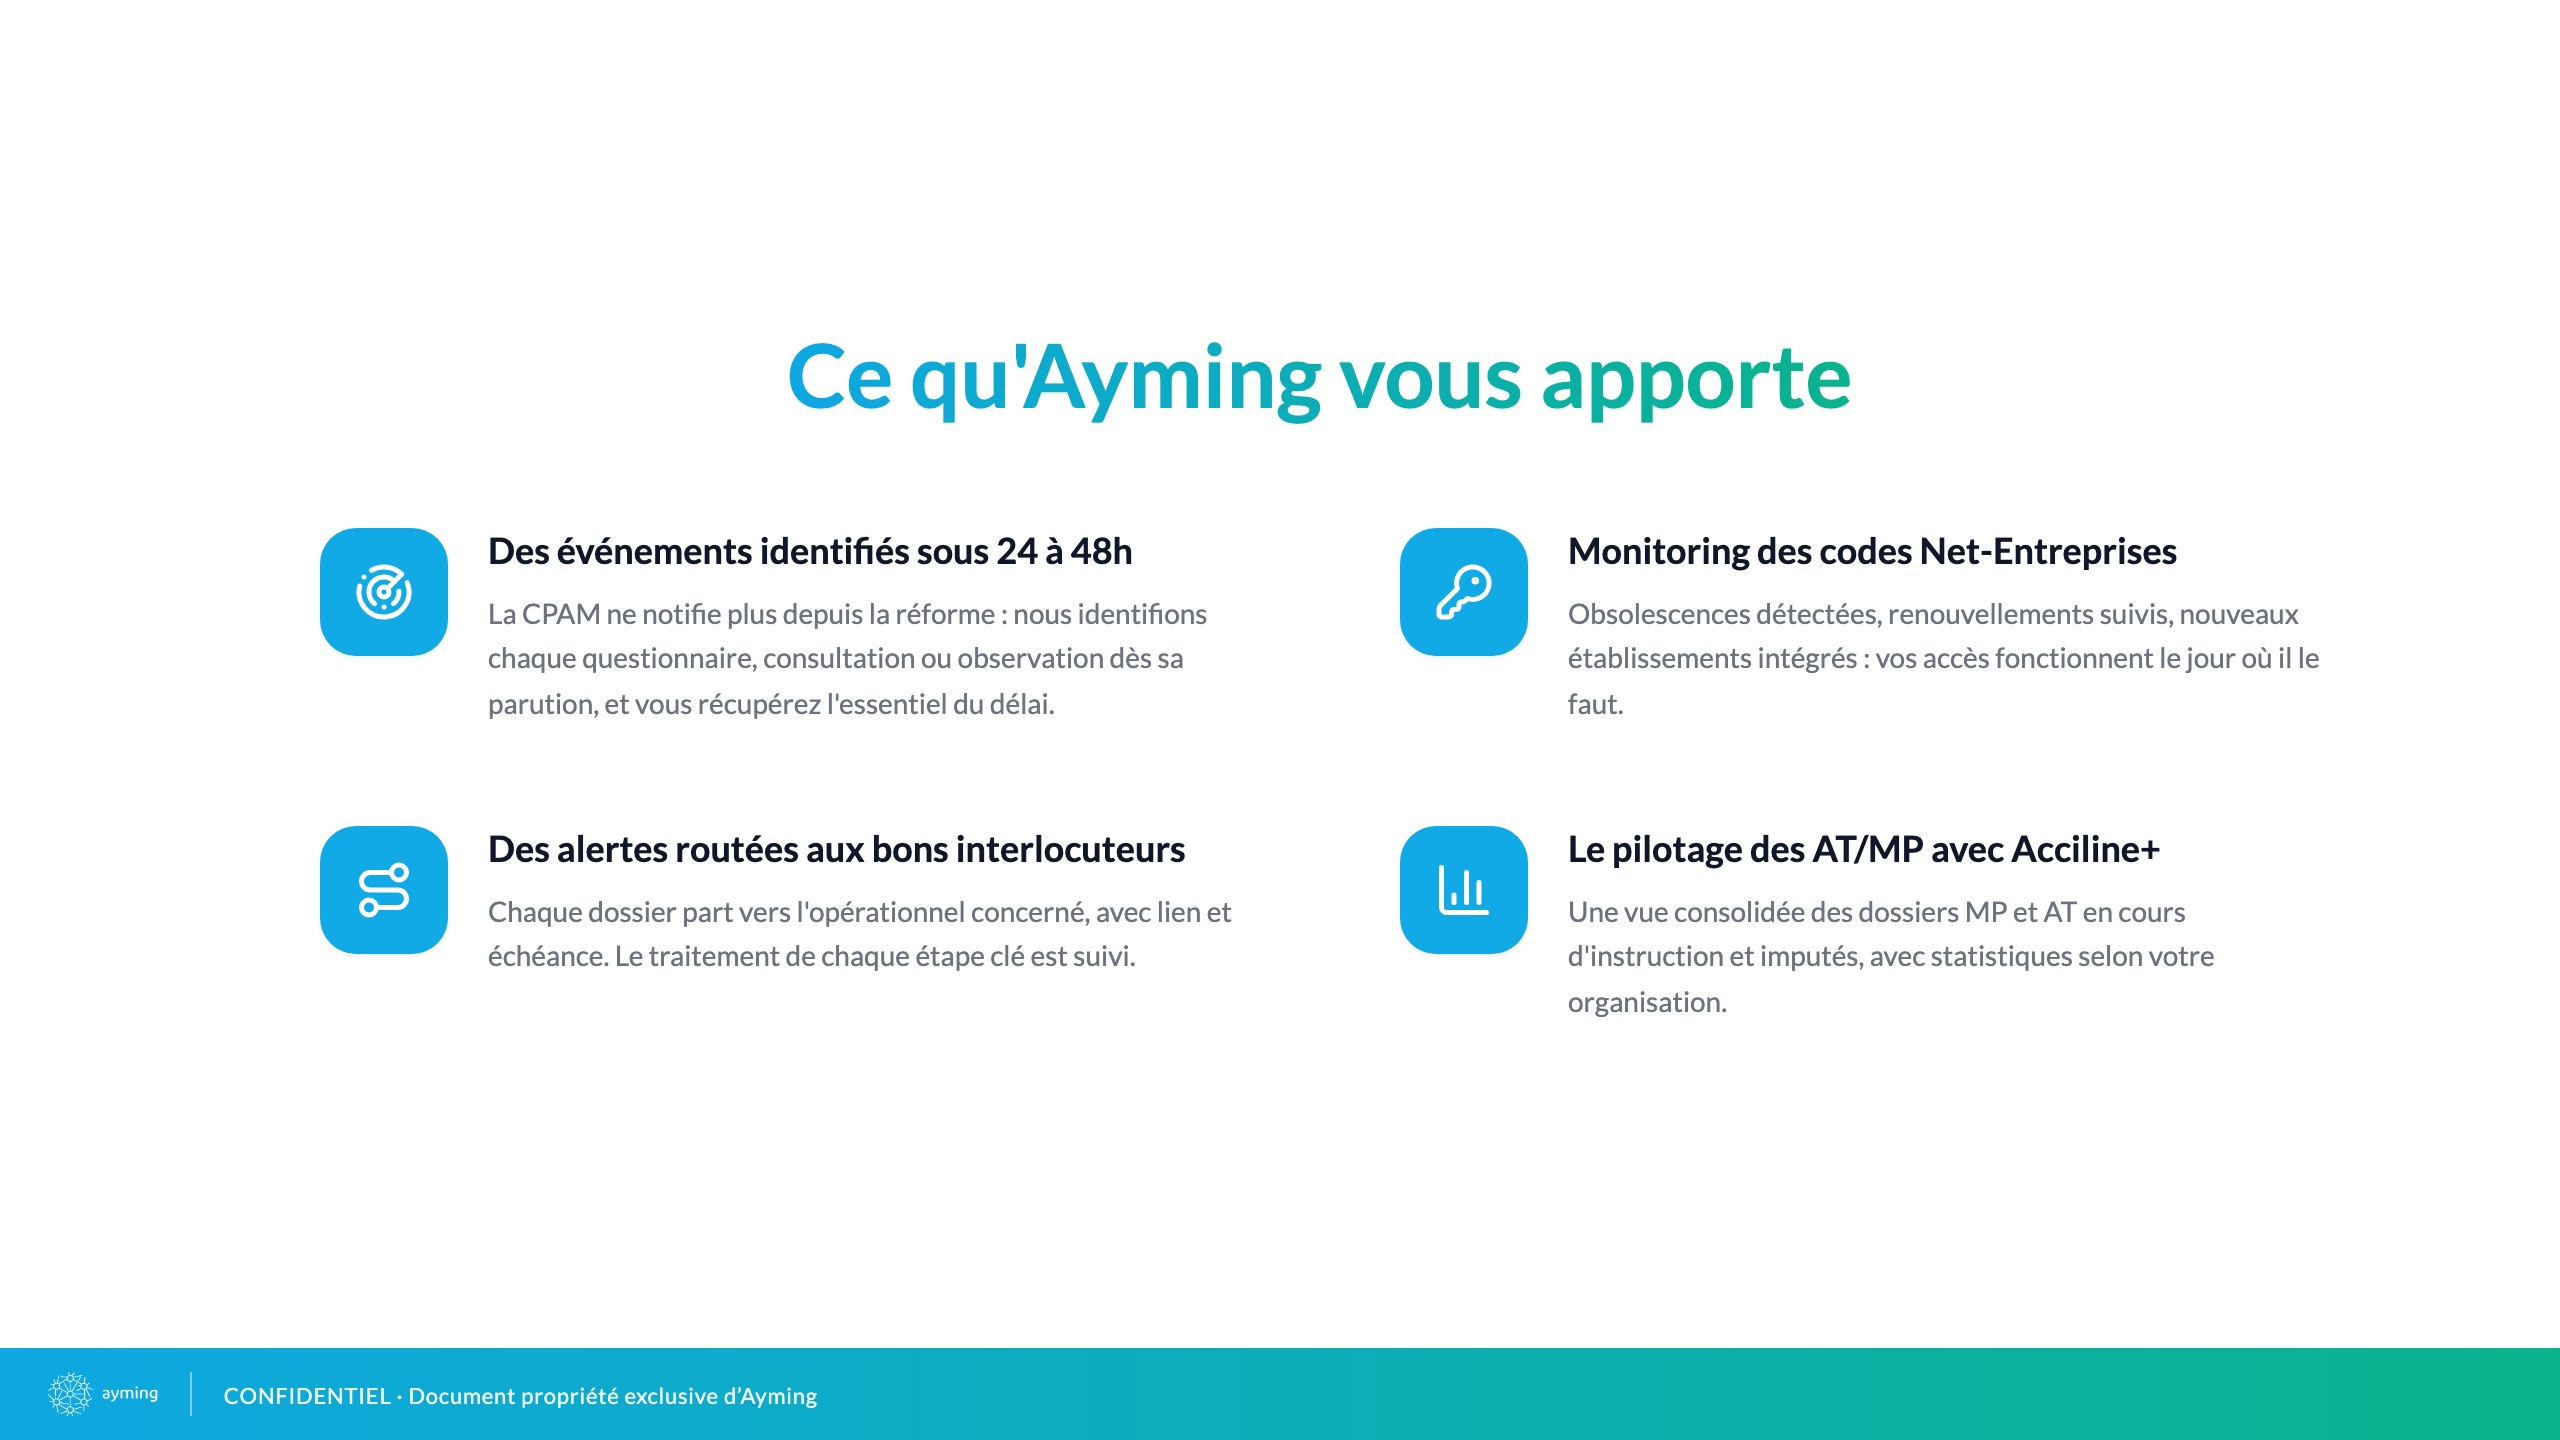 Ce qu'Ayming vous apporte
Des événements identifiés sous 24 à 48h
La CPAM ne notifie plus depuis la réforme : nous identifions
chaque questionnaire, consultation ou observation dès sa
parution, et vous récupérez l'essentiel du délai.
Monitoring des codes Net-Entreprises
Obsolescences détectées, renouvellements suivis, nouveaux
établissements intégrés : vos accès fonctionnent le jour où il le
faut.
Des alertes routées aux bons interlocuteurs
Chaque dossier part vers l'opérationnel concerné, avec lien et
échéance. Le traitement de chaque étape clé est suivi.
Le pilotage des AT/MP avec Acciline+
Une vue consolidée des dossiers MP et AT en cours
d'instruction et imputés, avec statistiques selon votre
organisation.
ayming
CONFIDENTIEL · Document propriété exclusive d’Ayming